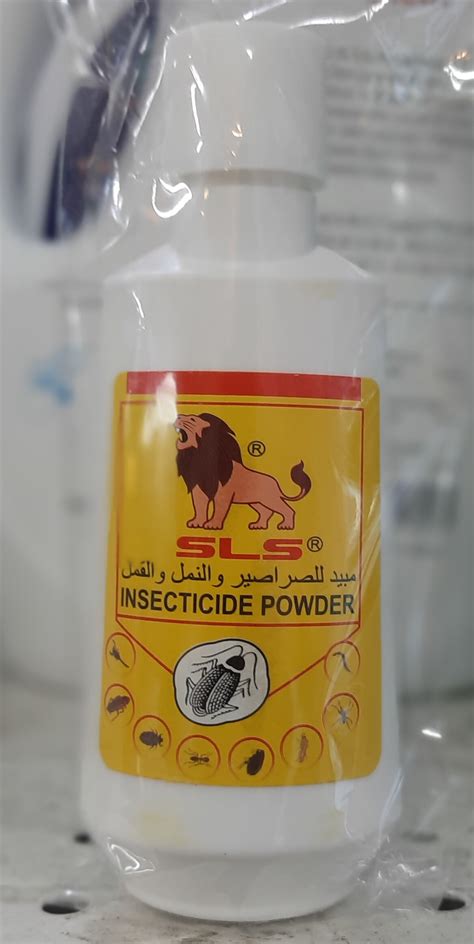 ®
SLS®
مبيد للصراصير والنمل والقمل
INSECTICIDE POWDER